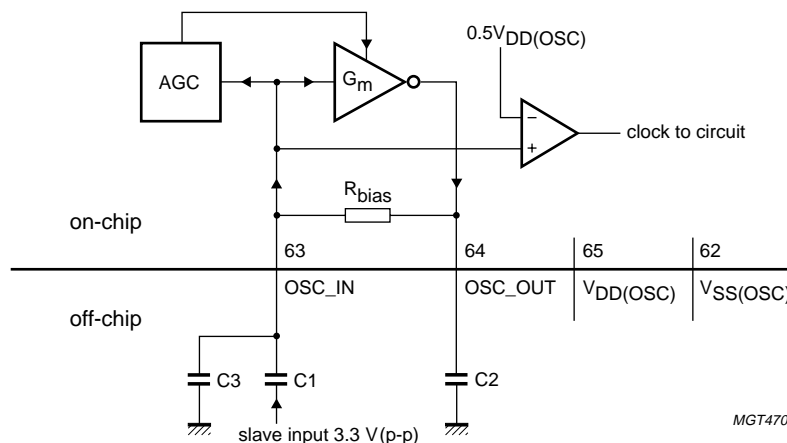 0.5VDD(OSC)
AGC
Gm
−
+
clock to circuit
Rbias
on-chip
63
64
65
62
OSC_IN
OSC_OUT
VDD(OSC)
VSS(OSC)
off-chip
C3
C1
C2
slave input 3.3 V(p-p)
MGT470